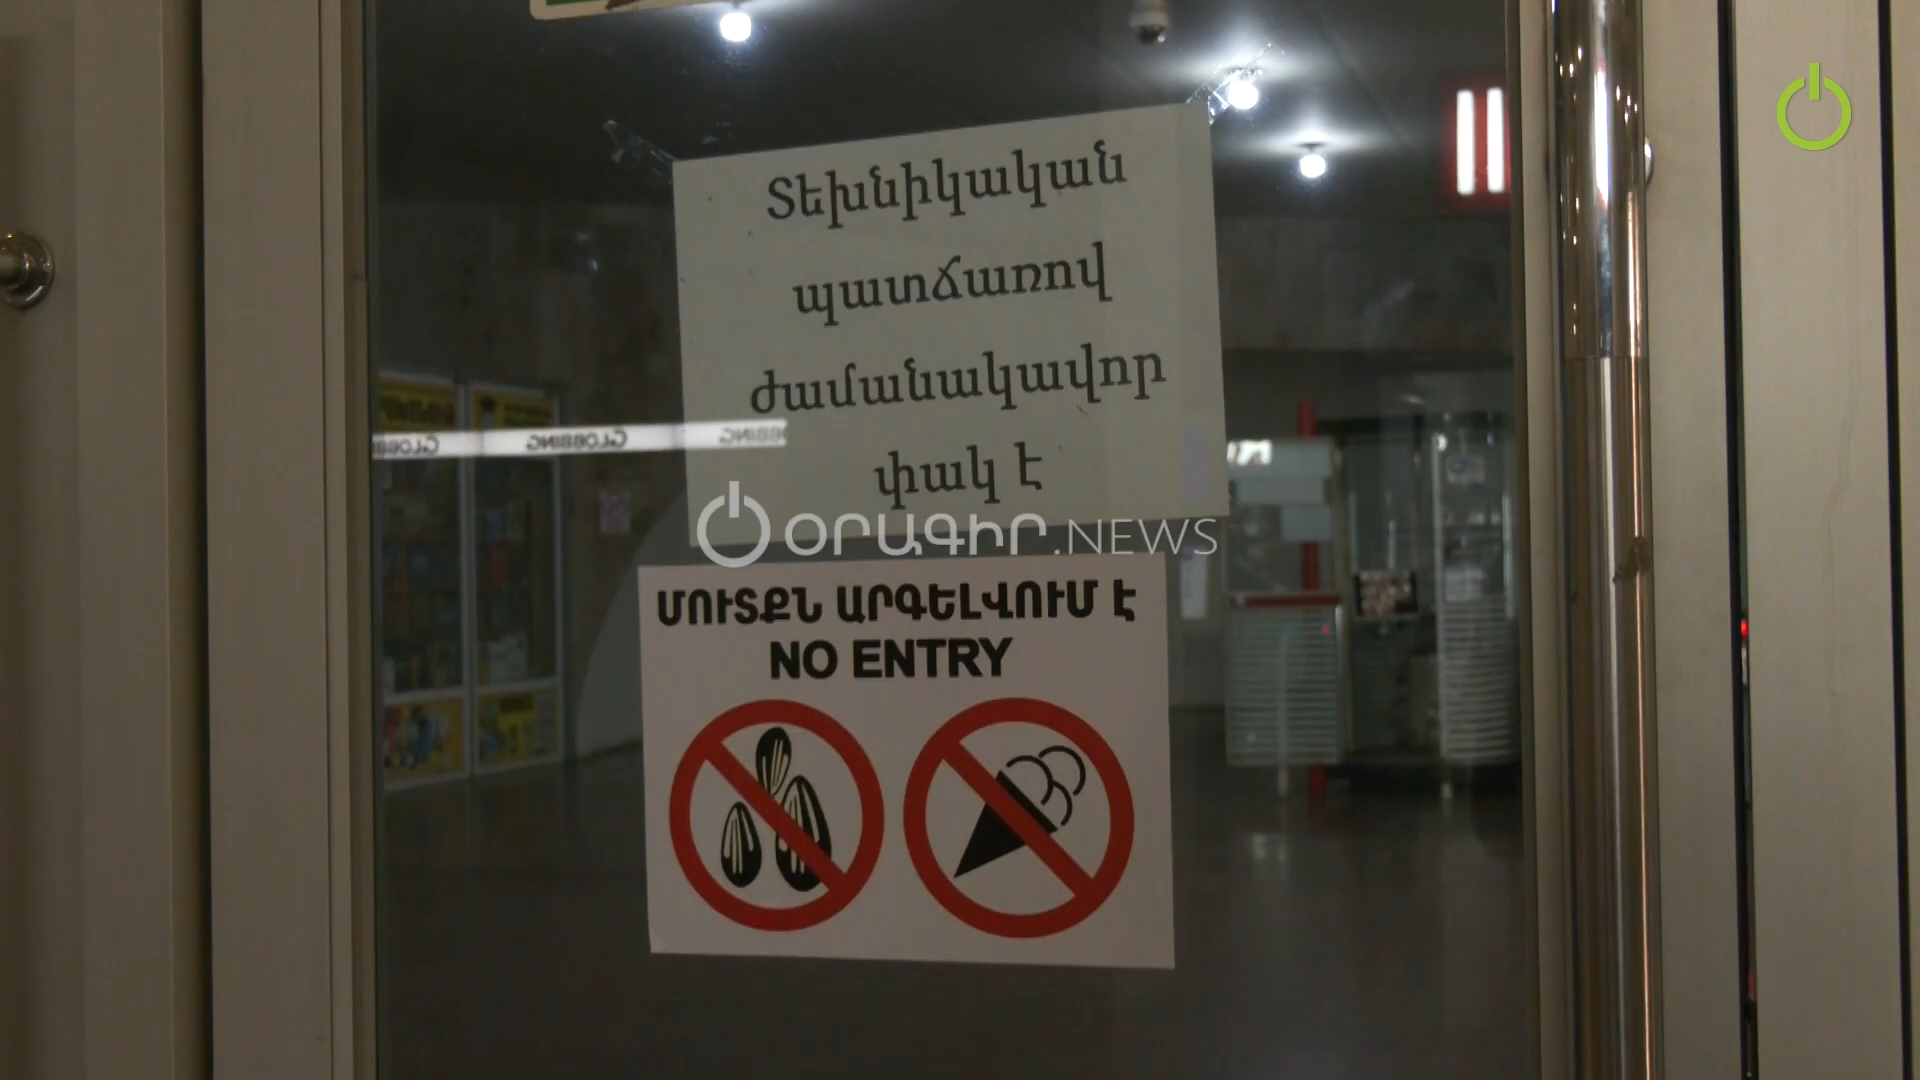 Տեխնիկական
պատճառով
ժամանակավոր
փակ է
ՕՐԱԳԻՐ.NEWS
ՄՈՒՏՔՆ ԱՐԳԵԼՎՈՒՄ Է
NO ENTRY